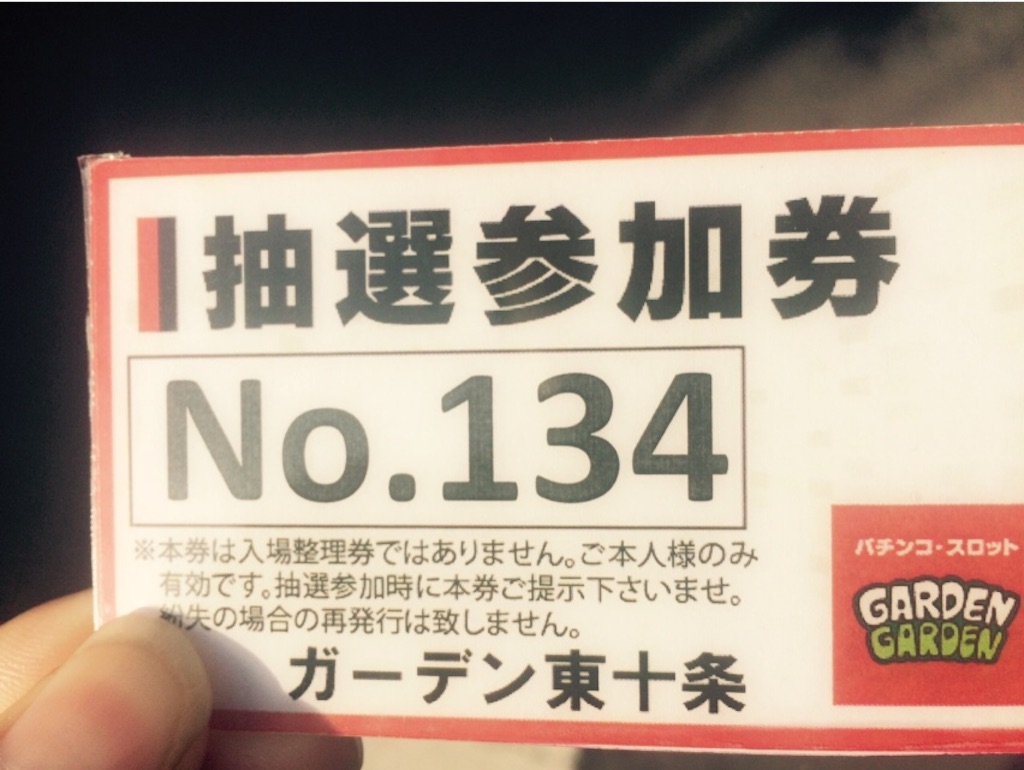 抽選参加券
No.134
※本券は入場整理券ではありません。ご本人様のみ
有効です。抽選参加時に本券ご提示下さいませ。
紛失の場合の再発行は致しません。
ガーデン東十条
パチンコ・スロット
GARDEN
GARDEN